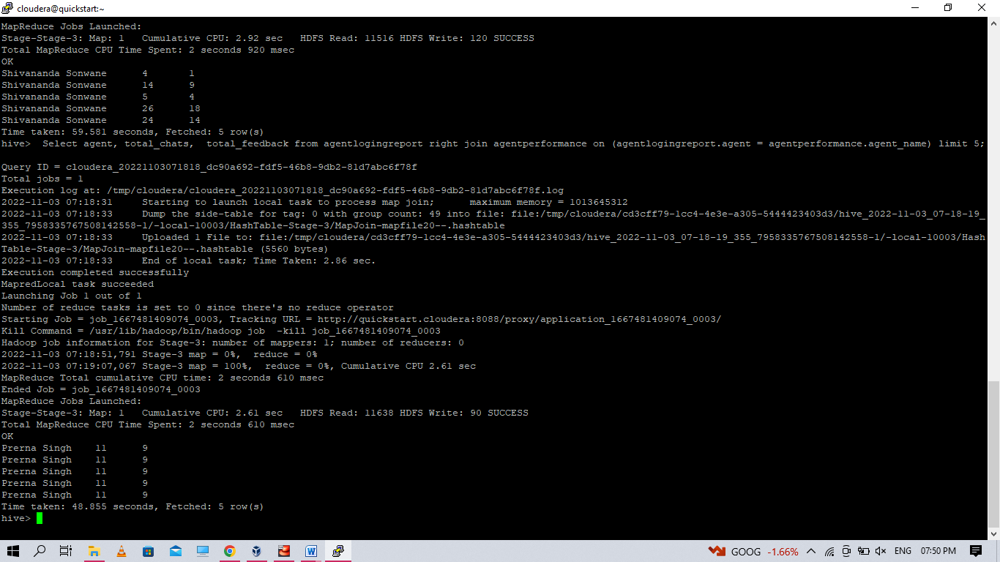 cloudera@quickstart:~
MapReduce Jobs Launched:
Stage-Stage-3: Map: 1   Cumulative CPU: 2.92 sec   HDFS Read: 11516 HDFS Write: 120 SUCCESS
Total MapReduce CPU Time Spent: 2 seconds 920 msec
OK
Shivananda Sonwane      4       1
Shivananda Sonwane      14      9
Shivananda Sonwane      5       4
Shivananda Sonwane      26      18
Shivananda Sonwane      24      14
Time taken: 59.581 seconds, Fetched: 5 row(s)
hive>  Select agent, total_chats,  total_feedback from agentlogingreport right join agentperformance on (agentlogingreport.agent = agentperformance.agent_name) limit 5;
Query ID = cloudera_20221103071818_dc90a692-fdf5-46b8-9db2-81d7abc6f78f
Total jobs = 1
Execution log at: /tmp/cloudera/cloudera_20221103071818_dc90a692-fdf5-46b8-9db2-81d7abc6f78f.log
2022-11-03 07:18:31     Starting to launch local task to process map join;      maximum memory = 1013645312
2022-11-03 07:18:33     Dump the side-table for tag: 0 with group count: 49 into file: file:/tmp/cloudera/cd3cff79-1cc4-4e3e-a305-5444423403d3/hive_2022-11-03_07-18-19_
355_7958335767508142558-1/-local-10003/HashTable-Stage-3/MapJoin-mapfile20--.hashtable
2022-11-03 07:18:33     Uploaded 1 File to: file:/tmp/cloudera/cd3cff79-1cc4-4e3e-a305-5444423403d3/hive_2022-11-03_07-18-19_355_7958335767508142558-1/-local-10003/Hash
Table-Stage-3/MapJoin-mapfile20--.hashtable (5560 bytes)
2022-11-03 07:18:33     End of local task; Time Taken: 2.86 sec.
Execution completed successfully
MapredLocal task succeeded
Launching Job 1 out of 1
Number of reduce tasks is set to 0 since there's no reduce operator
Starting Job = job_1667481409074_0003, Tracking URL = http://quickstart.cloudera:8088/proxy/application_1667481409074_0003/
Kill Command = /usr/lib/hadoop/bin/hadoop job  -kill job_1667481409074_0003
Hadoop job information for Stage-3: number of mappers: 1; number of reducers: 0
2022-11-03 07:18:51,791 Stage-3 map = 0%,  reduce = 0%
2022-11-03 07:19:07,067 Stage-3 map = 100%,  reduce = 0%, Cumulative CPU 2.61 sec
MapReduce Total cumulative CPU time: 2 seconds 610 msec
Ended Job = job_1667481409074_0003
MapReduce Jobs Launched:
Stage-Stage-3: Map: 1   Cumulative CPU: 2.61 sec   HDFS Read: 11638 HDFS Write: 90 SUCCESS
Total MapReduce CPU Time Spent: 2 seconds 610 msec
OK
Prerna Singh    11      9
Prerna Singh    11      9
Prerna Singh    11      9
Prerna Singh    11      9
Prerna Singh    11      9
Time taken: 48.855 seconds, Fetched: 5 row(s)
hive>
GOOG -1.66% ENG 07:50 PM